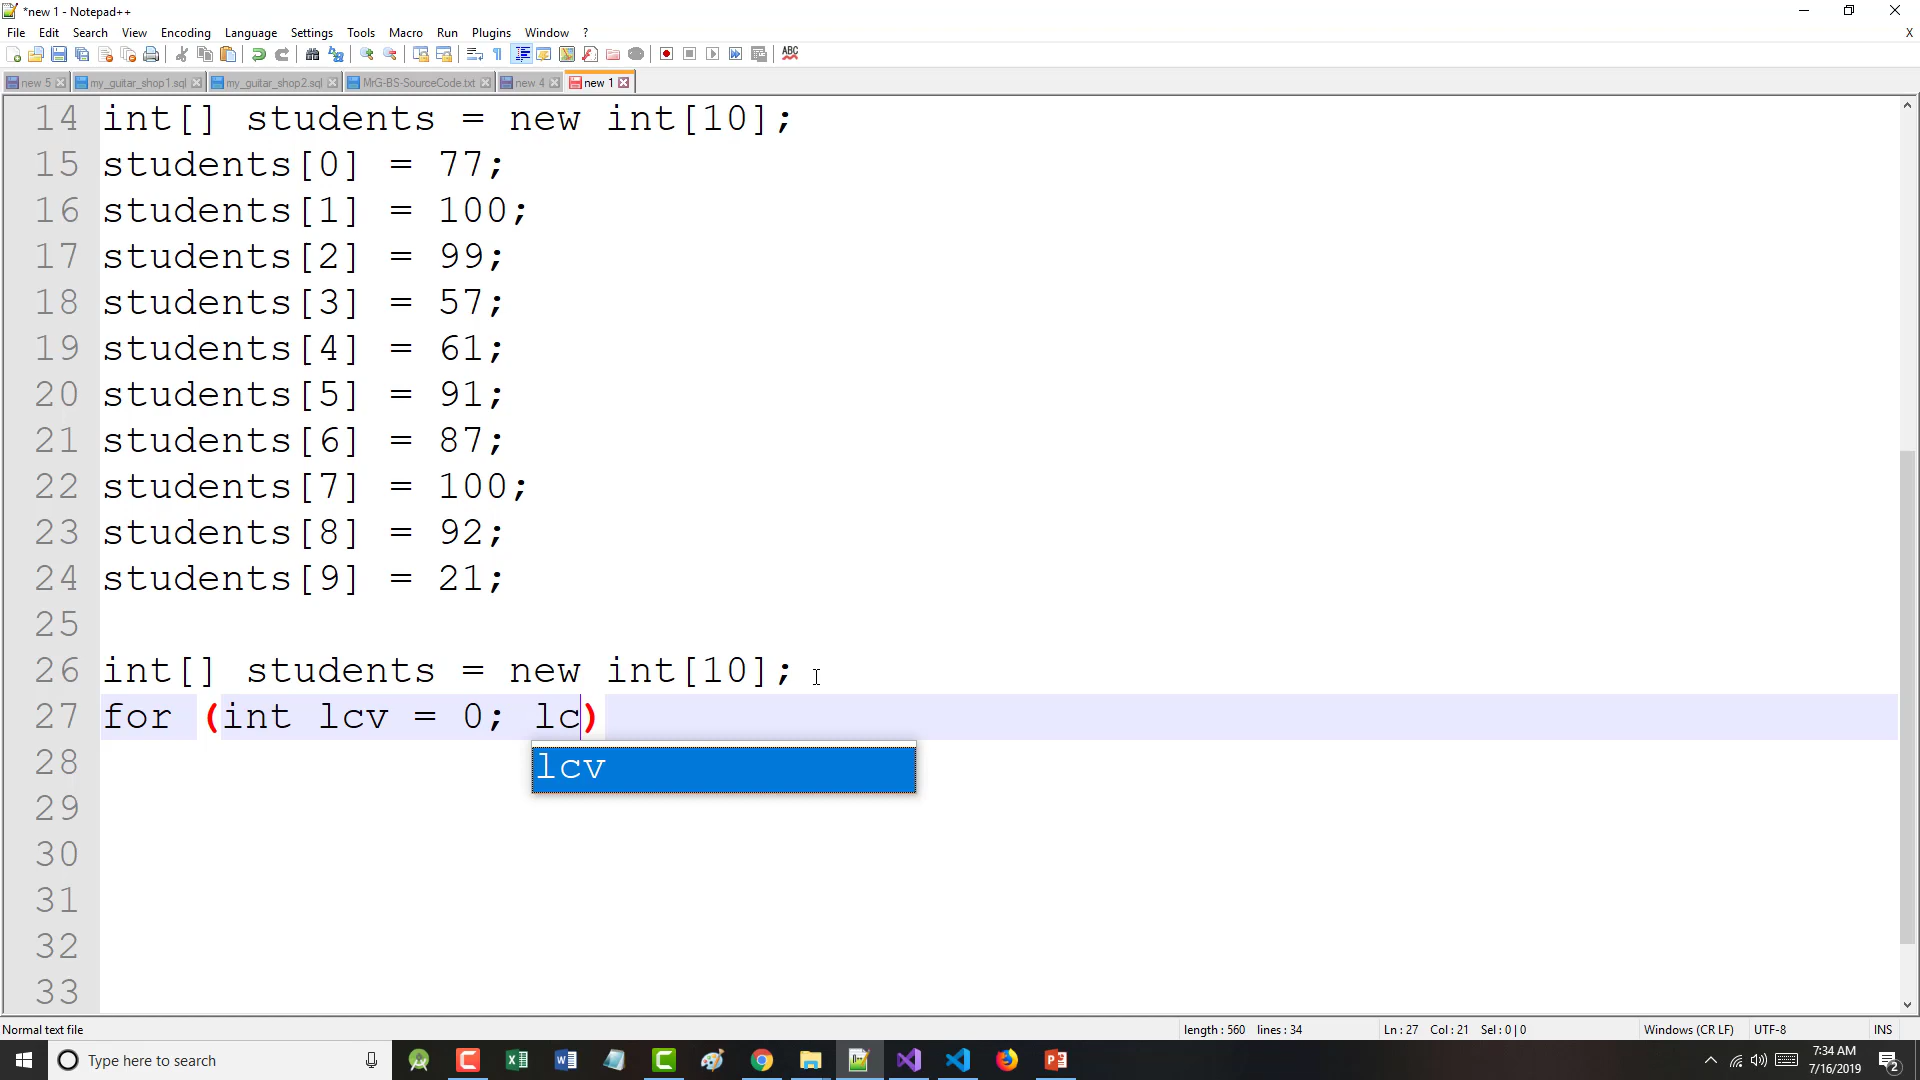 *new 1 - Notepad++
File Edit Search View Encoding Language Settings Tools Macro Run Plugins Window ? X
new 5 my_guitar_shop1.sql my_guitar_shop2.sql MrG-BS-SourceCode.txt new 4 new 1
14 int[] students = new int[10];
15 students[0] = 77;
16 students[1] = 100;
17 students[2] = 99;
18 students[3] = 57;
19 students[4] = 61;
20 students[5] = 91;
21 students[6] = 87;
22 students[7] = 100;
23 students[8] = 92;
24 students[9] = 21;
25
26 int[] students = new int[10];
27 for (int lcv = 0; lc)
28 lcv
29
30
31
32
33
Normal text file length : 560 lines : 34 Ln : 27 Col : 21 Sel : 0 | 0 Windows (CR LF) UTF-8 INS
Type here to search 7:34 AM
7/16/2019 2